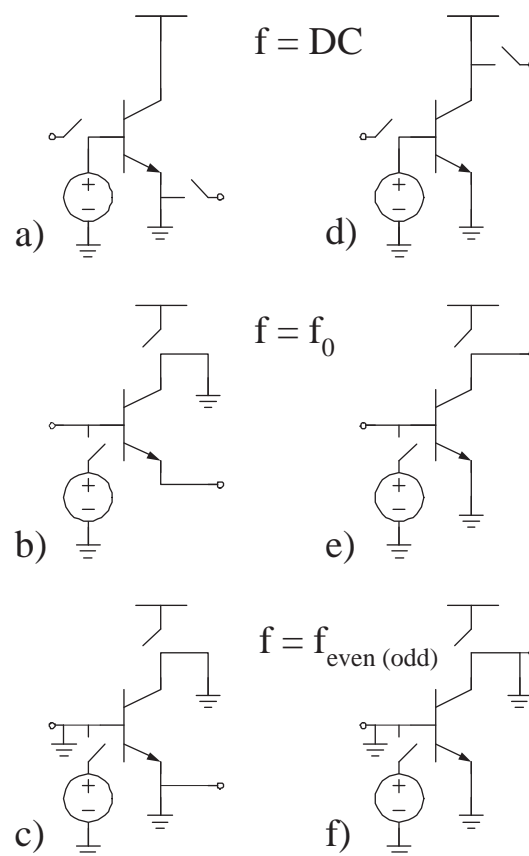 f = DC
+
−
a)
+
−
d)
f = f0
+
−
b)
+
−
e)
f = feven (odd)
+
−
c)
+
−
f)